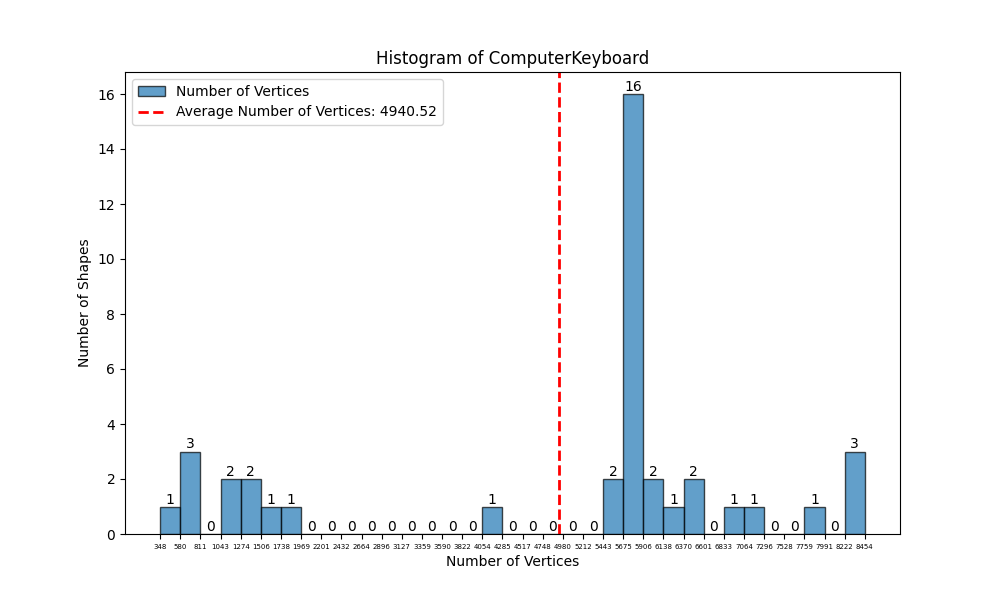 Histogram of ComputerKeyboard
Number of Vertices
Average Number of Vertices: 4940.52
Number of Shapes
16
14
12
10
8
6
4
2
0
1 3 0 2 2 1 1 0 0 0 0 0 0 0 0 0 1 0 0 0 0 0 2 16 2 1 2 0 1 1 0 0 1 0 3
348 580 811 1043 1274 1506 1738 1969 2201 2432 2664 2896 3127 3359 3590 3822 4054 4285 4517 4748 4980 5212 5443 5675 5906 6138 6370 6601 6833 7064 7296 7528 7759 7991 8222 8454
Number of Vertices